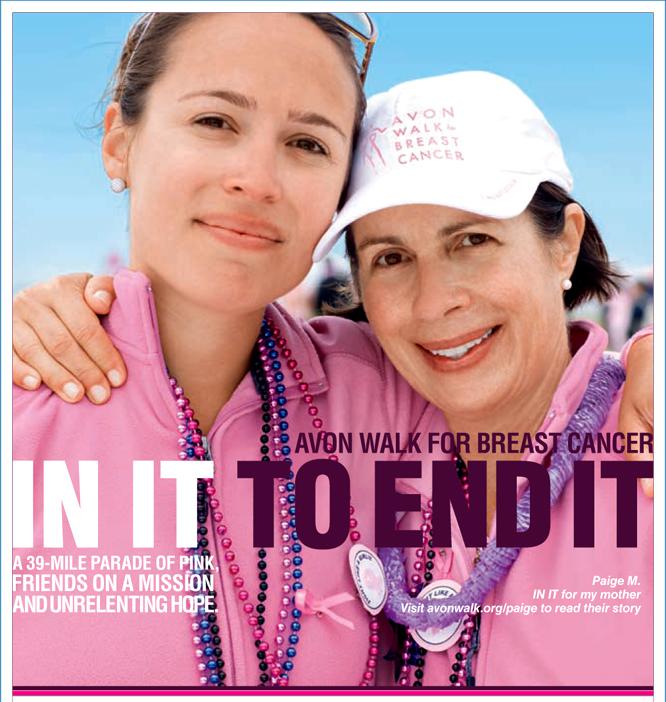 AVON
WALK for
BREAST
CANCER
AVON WALK FOR BREAST CANCER
IN IT TO END IT
A 39-MILE PARADE OF PINK,
FRIENDS ON A MISSION
AND UNRELENTING HOPE.
Paige M.
IN IT for my mother
Visit avonwalk.org/paige to read their story